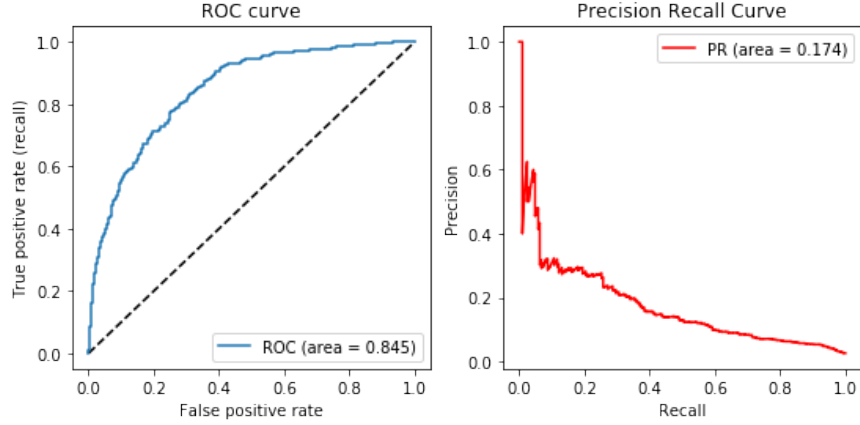 ROC curve
1.0
0.8
0.6
0.4
0.2
0.0
True positive rate (recall)
ROC (area = 0.845)
0.0 0.2 0.4 0.6 0.8 1.0
False positive rate
Precision Recall Curve
1.0
0.8
0.6
0.4
0.2
0.0
Precision
PR (area = 0.174)
0.0 0.2 0.4 0.6 0.8 1.0
Recall